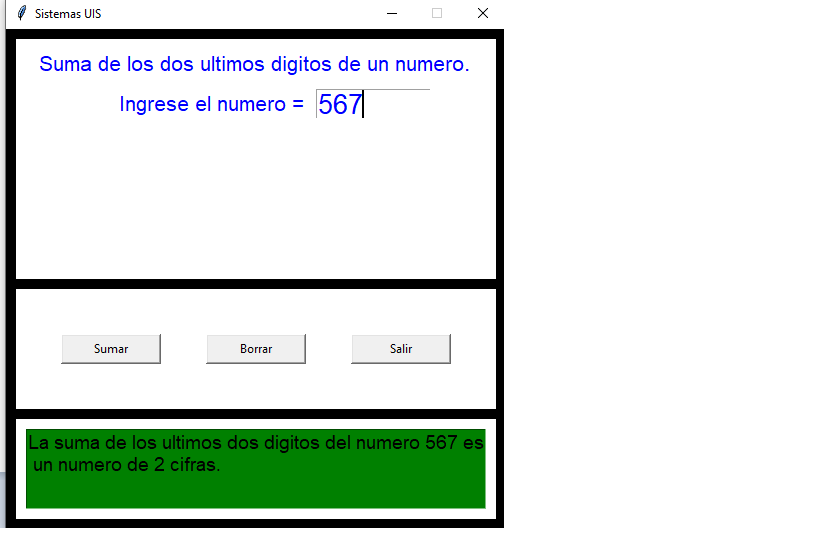 Sistemas UIS
Suma de los dos ultimos digitos de un numero.
Ingrese el numero = 567
Sumar Borrar Salir
La suma de los ultimos dos digitos del numero 567 es
un numero de 2 cifras.